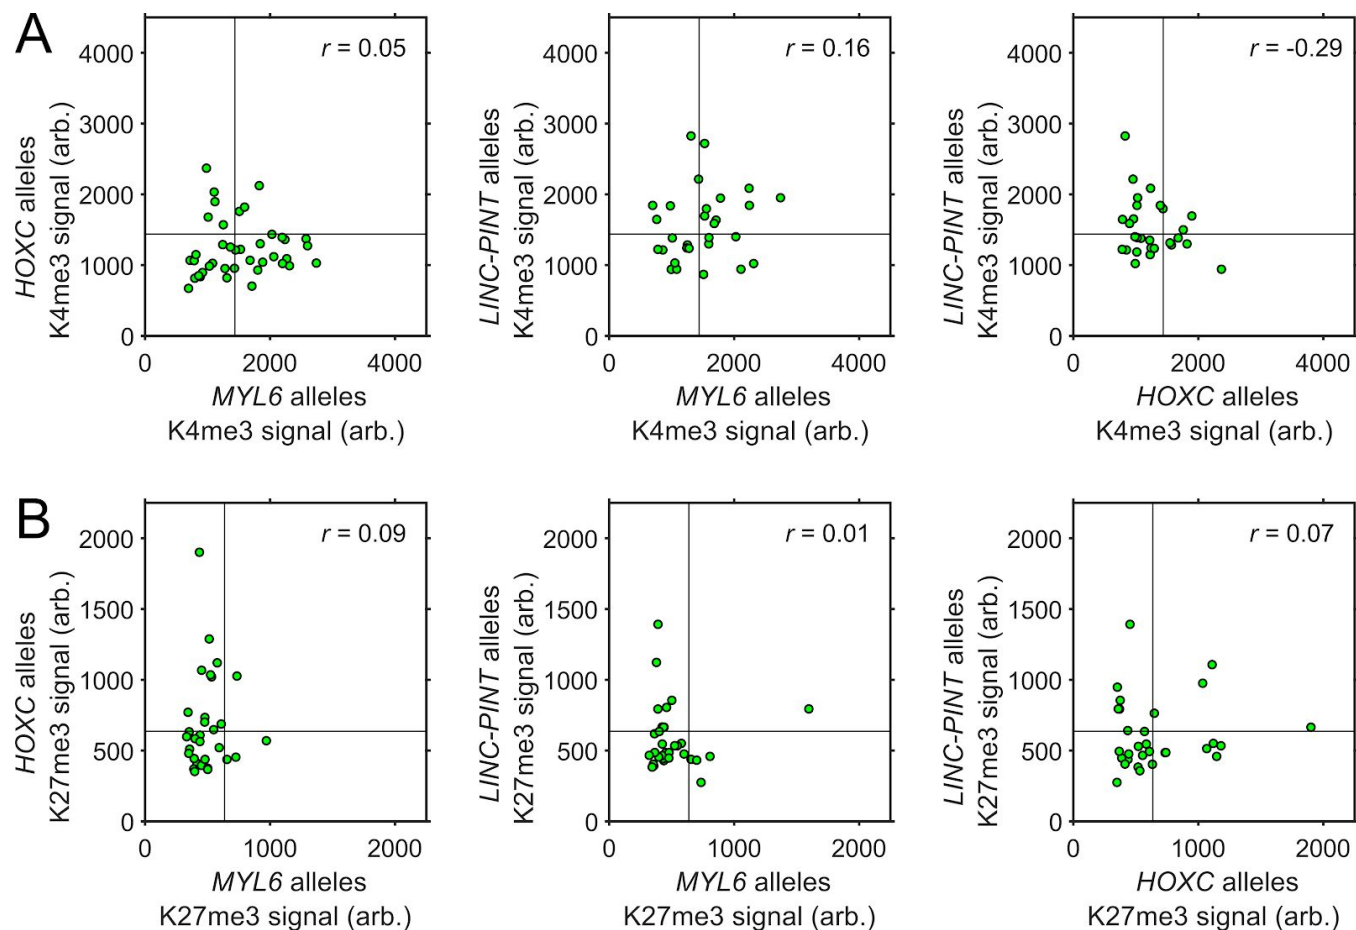 A
r = 0.05
4000
3000
2000
1000
0
HOXC alleles
K4me3 signal (arb.)
0 2000 4000
MYL6 alleles
K4me3 signal (arb.)
r = 0.16
4000
3000
2000
1000
0
LINC-PINT alleles
K4me3 signal (arb.)
0 2000 4000
MYL6 alleles
K4me3 signal (arb.)
r = -0.29
4000
3000
2000
1000
0
LINC-PINT alleles
K4me3 signal (arb.)
0 2000 4000
HOXC alleles
K4me3 signal (arb.)
B
r = 0.09
2000
1500
1000
500
0
HOXC alleles
K27me3 signal (arb.)
0 1000 2000
MYL6 alleles
K27me3 signal (arb.)
r = 0.01
2000
1500
1000
500
0
LINC-PINT alleles
K27me3 signal (arb.)
0 1000 2000
MYL6 alleles
K27me3 signal (arb.)
r = 0.07
2000
1500
1000
500
0
LINC-PINT alleles
K27me3 signal (arb.)
0 1000 2000
HOXC alleles
K27me3 signal (arb.)